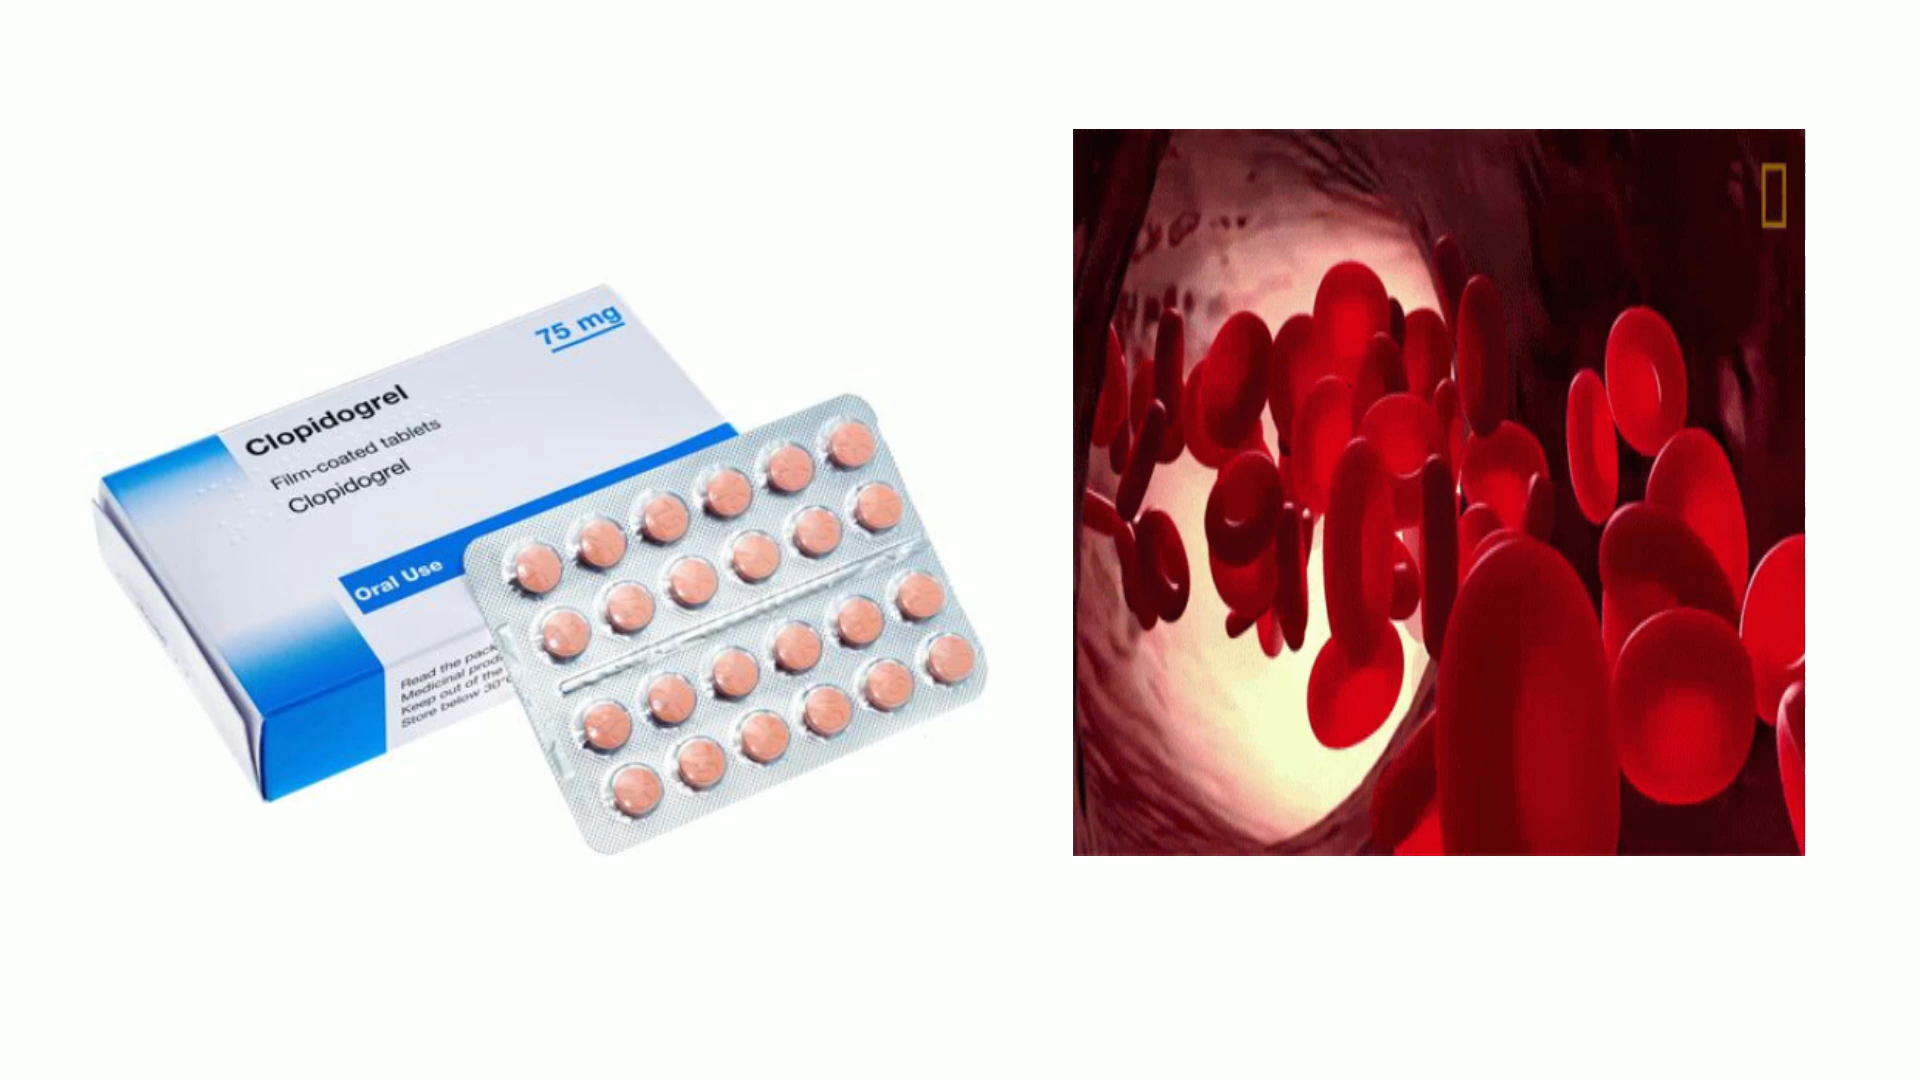 75 mg
Clopidogrel
Film-coated tablets
Clopidogrel
Oral Use
Read the pack
Medicinal prod
Keep out of the
Store below 30°C